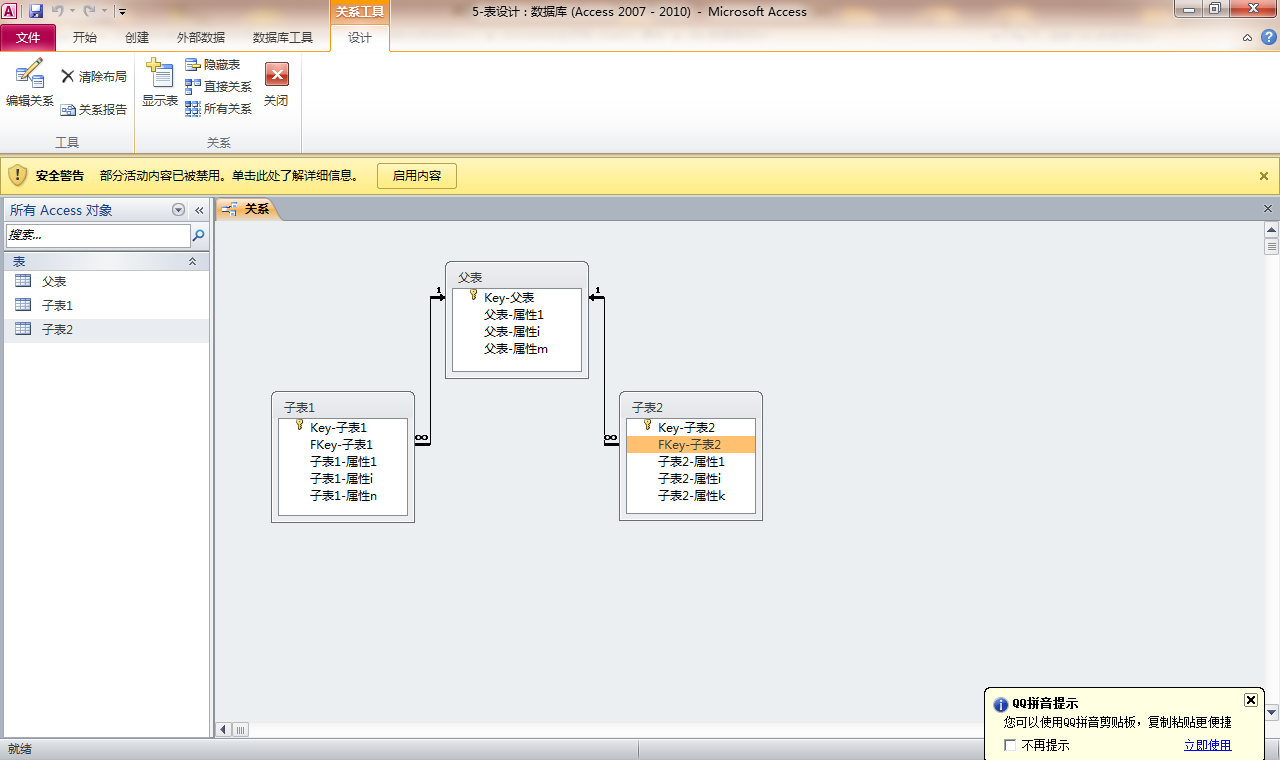 5-表设计 : 数据库 (Access 2007 - 2010) - Microsoft Access
关系工具
文件 开始 创建 外部数据 数据库工具 设计
编辑关系
清除布局
关系报告
工具
显示表
隐藏表
直接关系
所有关系
关闭
关系
安全警告 部分活动内容已被禁用。单击此处了解详细信息。 启用内容
所有 Access 对象
搜索...
表
父表
子表1
子表2
关系
父表
Key-父表
父表-属性1
父表-属性i
父表-属性m
1
1
∞
∞
子表1
Key-子表1
FKey-子表1
子表1-属性1
子表1-属性i
子表1-属性n
子表2
Key-子表2
FKey-子表2
子表2-属性1
子表2-属性i
子表2-属性k
QQ拼音提示
您可以使用QQ拼音剪贴板，复制粘贴更便捷
不再提示 立即使用
就绪